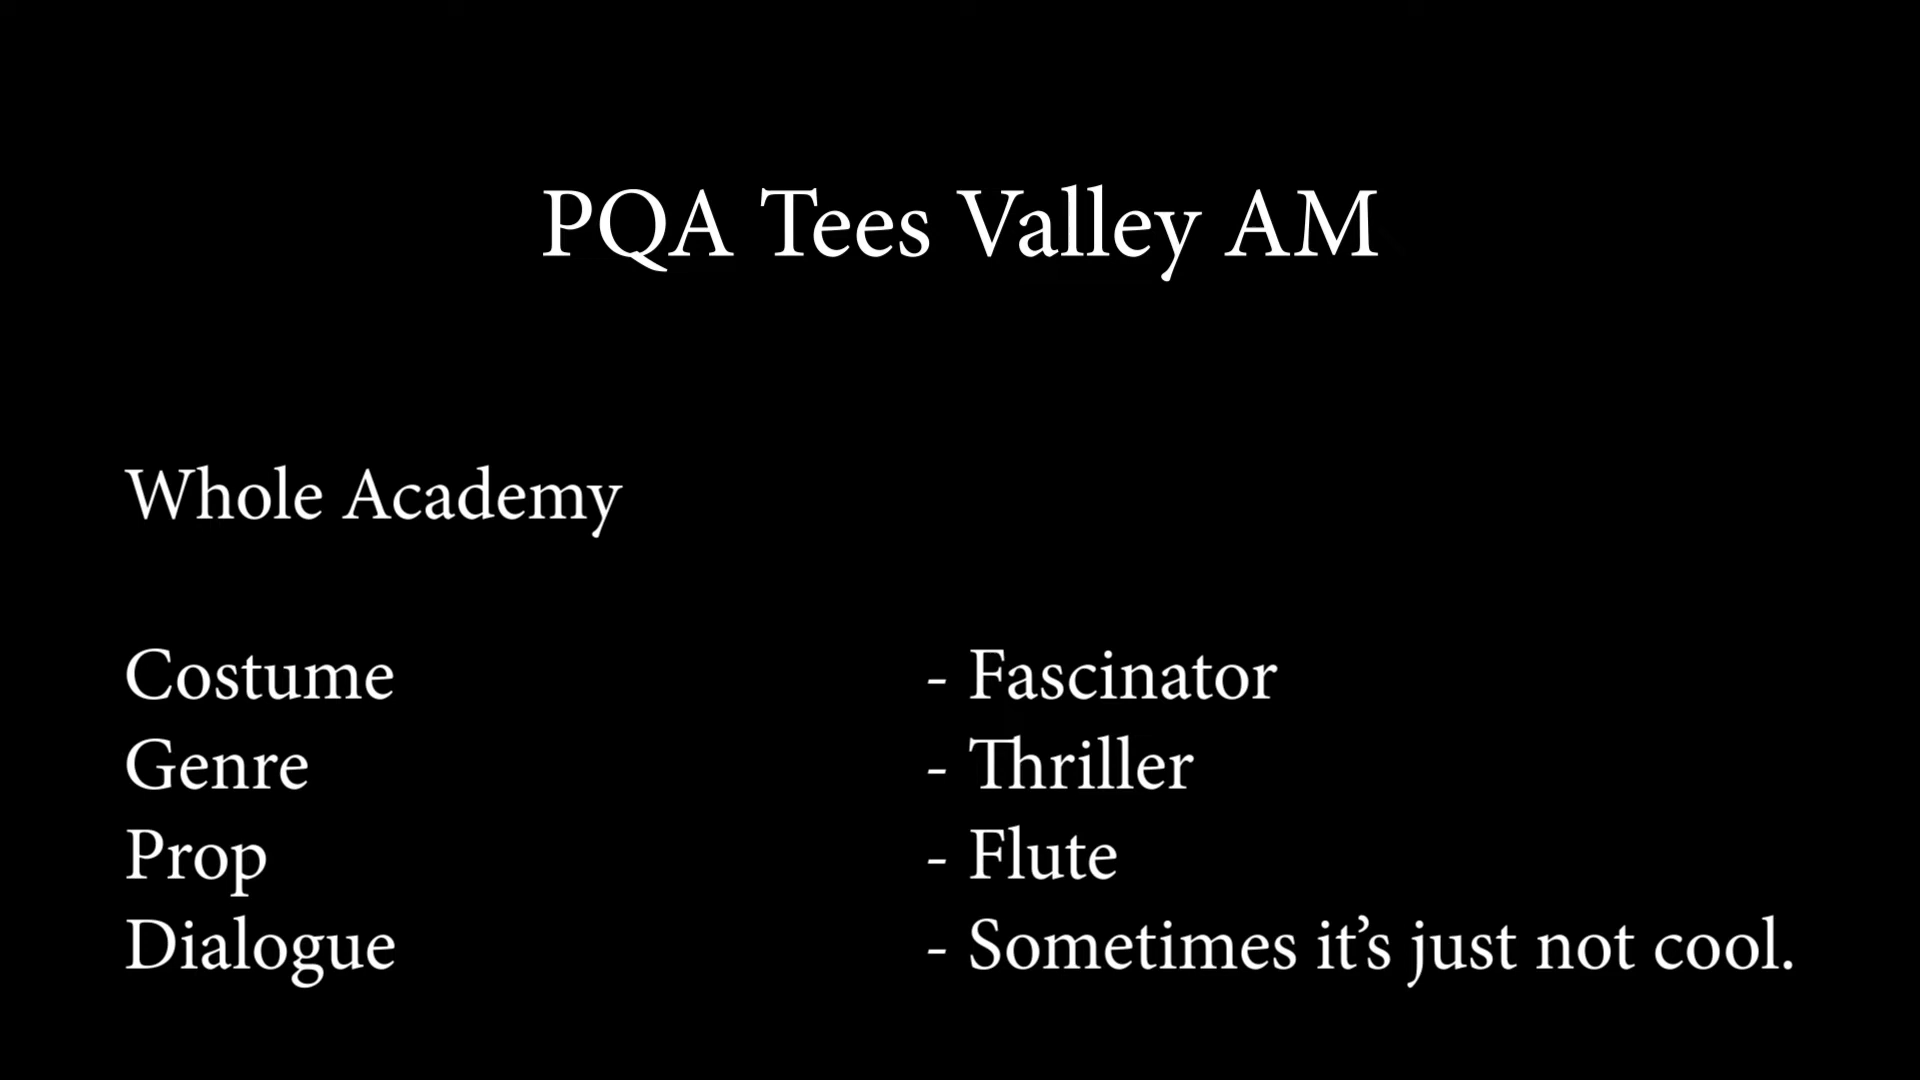 PQA Tees Valley AM
Whole Academy
Costume - Fascinator
Genre - Thriller
Prop - Flute
Dialogue - Sometimes it’s just not cool.